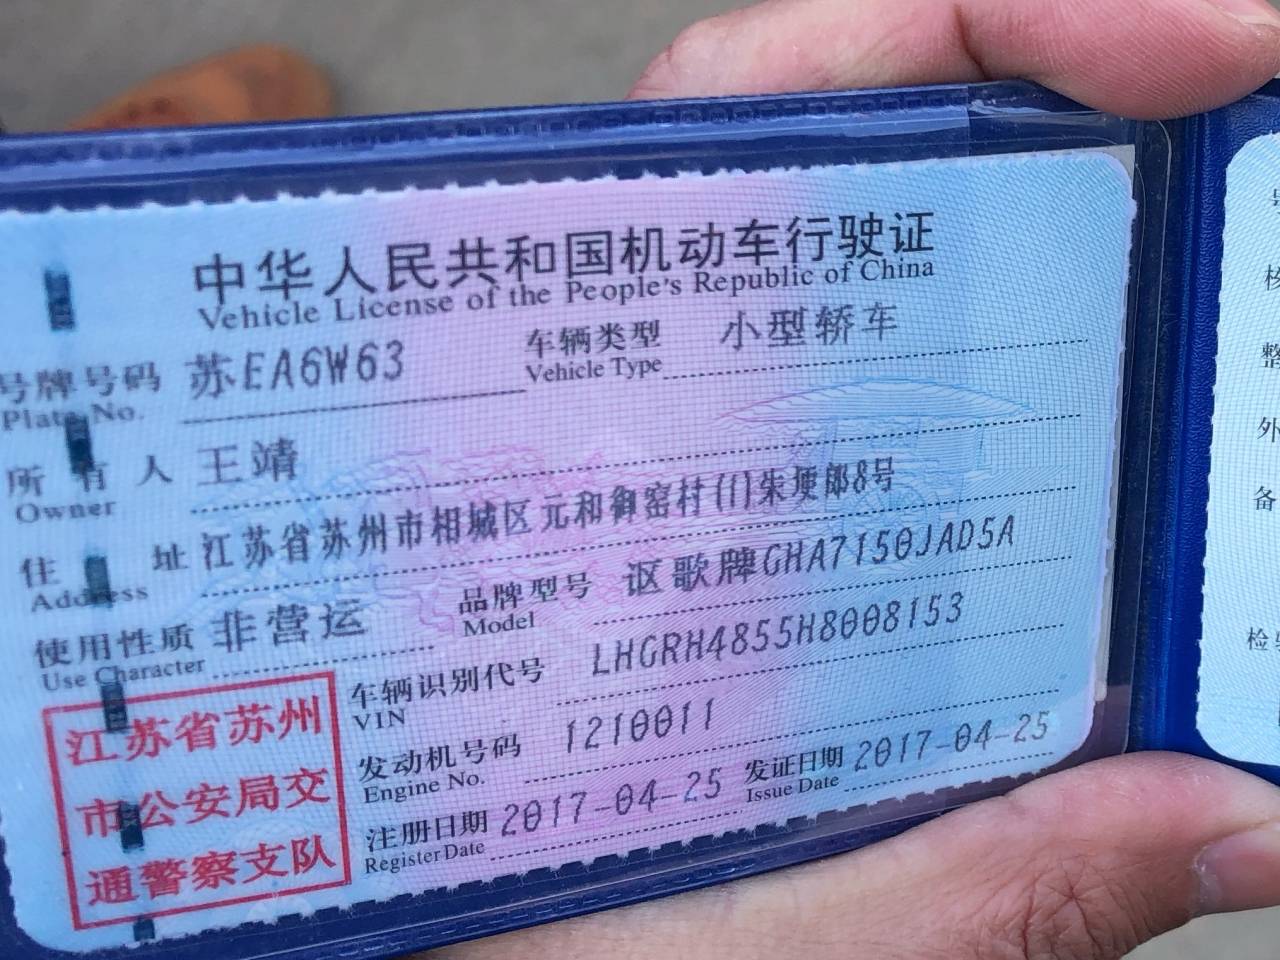 中华人民共和国机动车行驶证
Vehicle License of the People's Republic of China
号牌号码 苏EA6W63 车辆类型 小型轿车
Plate No. Vehicle Type
所有人 王靖
Owner
住址 江苏省苏州市相城区元和御窑村(1)朱埂郎8号
Address
使用性质 非营运 品牌型号 讴歌牌GHA7150JAD5A
Use Character Model
车辆识别代号 LHGRH4855H8008153
VIN
发动机号码 1210011
Engine No.
注册日期 2017-04-25 发证日期 2017-04-25
Register Date Issue Date
江苏省苏州
市公安局交
通警察支队
核
整
外
备
检验